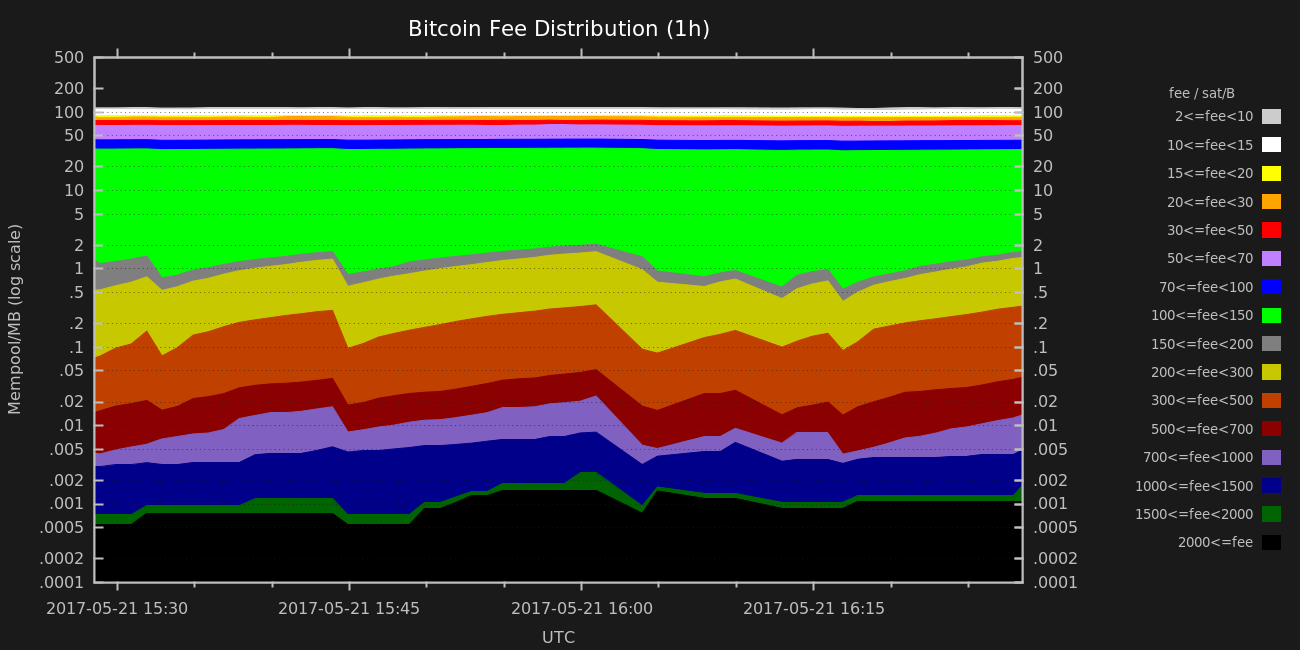 Bitcoin Fee Distribution (1h)
Mempool/MB (log scale)
500
200
100
50
20
10
5
2
1
.5
.2
.1
.05
.02
.01
.005
.002
.001
.0005
.0002
.0001
500
200
100
50
20
10
5
2
1
.5
.2
.1
.05
.02
.01
.005
.002
.001
.0005
.0002
.0001
2017-05-21 15:30
2017-05-21 15:45
2017-05-21 16:00
2017-05-21 16:15
UTC
fee / sat/B
2<=fee<10
10<=fee<15
15<=fee<20
20<=fee<30
30<=fee<50
50<=fee<70
70<=fee<100
100<=fee<150
150<=fee<200
200<=fee<300
300<=fee<500
500<=fee<700
700<=fee<1000
1000<=fee<1500
1500<=fee<2000
2000<=fee